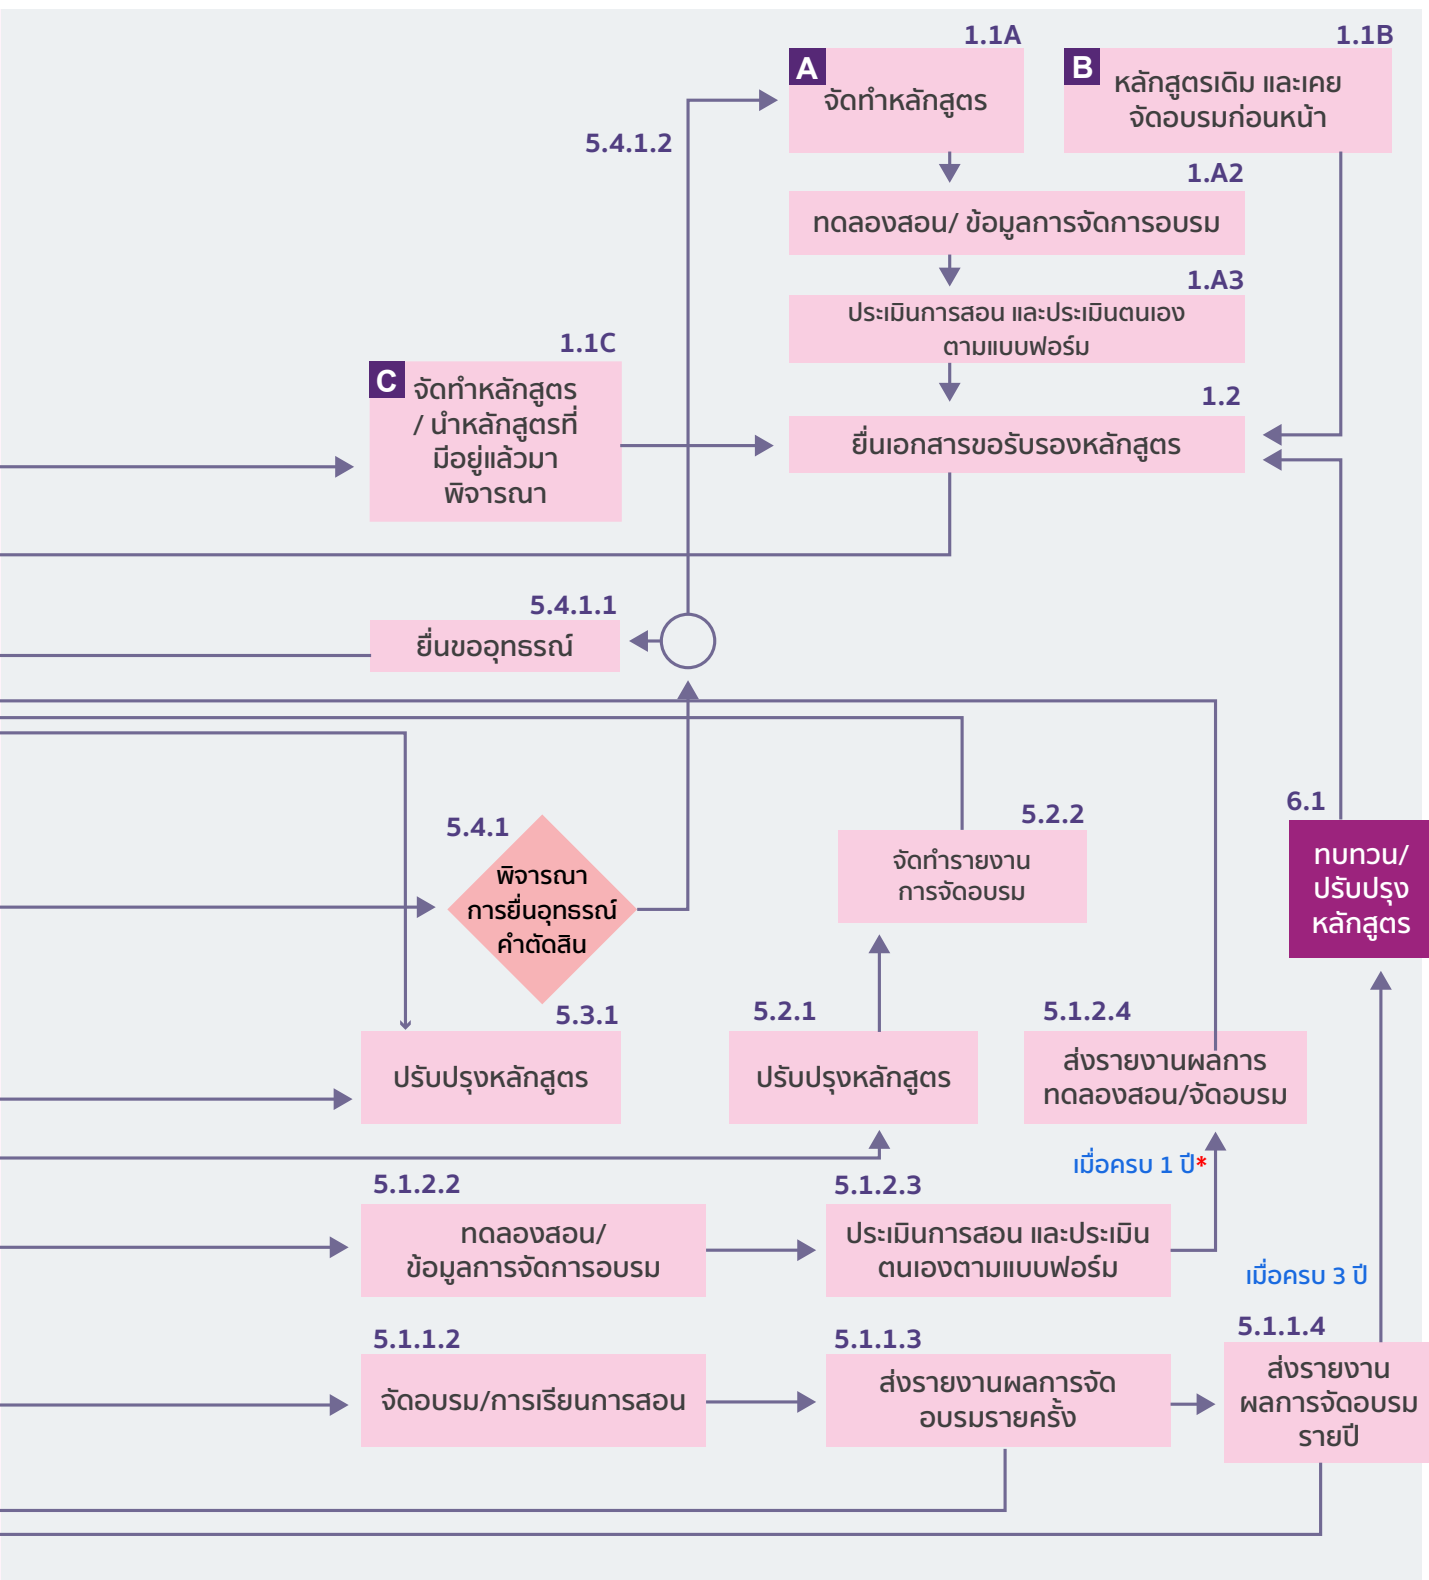 1.1A
A
จัดทำหลักสูตร
1.1B
B
หลักสูตรเดิม และเคย
จัดอบรมก่อนหน้า
5.4.1.2
1.A2
ทดลองสอน/ ข้อมูลการจัดการอบรม
1.A3
ประเมินการสอน และประเมินตนเอง
ตามแบบฟอร์ม
1.1C
C
จัดทำหลักสูตร
/ นำหลักสูตรที่
มีอยู่แล้วมา
พิจารณา
1.2
ยื่นเอกสารขอรับรองหลักสูตร
5.4.1.1
ยื่นขออุทธรณ์
5.4.1
พิจารณา
การยื่นอุทธรณ์
คำตัดสิน
5.2.2
จัดทำรายงาน
การจัดอบรม
6.1
ทบทวน/
ปรับปรุง
หลักสูตร
5.3.1
ปรับปรุงหลักสูตร
5.2.1
ปรับปรุงหลักสูตร
5.1.2.4
ส่งรายงานผลการ
ทดลองสอน/จัดอบรม
เมื่อครบ 1 ปี*
5.1.2.2
ทดลองสอน/
ข้อมูลการจัดการอบรม
5.1.2.3
ประเมินการสอน และประเมิน
ตนเองตามแบบฟอร์ม
เมื่อครบ 3 ปี
5.1.1.2
จัดอบรม/การเรียนการสอน
5.1.1.3
ส่งรายงานผลการจัด
อบรมรายครั้ง
5.1.1.4
ส่งรายงาน
ผลการจัดอบรม
รายปี